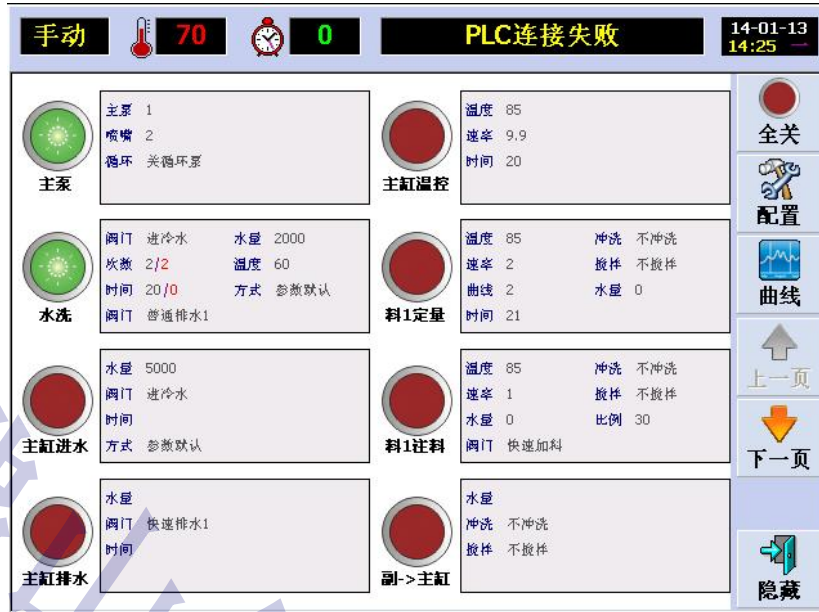 手动
70
0
PLC连接失败
14-01-13
14:25 一
主泵 1
喷嘴 2
循环 关循环泵
主泵
温度 85
速率 9.9
时间 20
主缸温控
阀门 进冷水 水量 2000
次数 2/2 温度 60
时间 20/0 方式 参数默认
阀门 普通排水1
水洗
温度 85 冲洗 不冲洗
速率 2 搅拌 不搅拌
曲线 2 水量 0
时间 21
料1定量
水量 5000
阀门 进冷水
时间
方式 参数默认
主缸进水
温度 85 冲洗 不冲洗
速率 1 搅拌 不搅拌
水量 0 比例 30
阀门 快速加料
料1注料
水量
阀门 快速排水1
时间
主缸排水
水量
冲洗 不冲洗
搅拌 不搅拌
副->主缸
全关
配置
曲线
上一页
下一页
隐藏